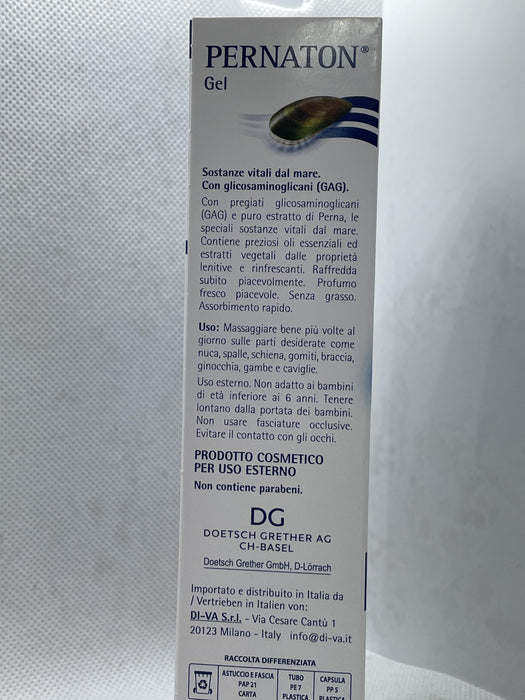 PERNATON®
Gel
Sostanze vitali dal mare.
Con glicosaminoglicani (GAG).
Con pregiati glicosaminoglicani
(GAG) e puro estratto di Perna, le
speciali sostanze vitali dal mare.
Contiene preziosi oli essenziali ed
estratti vegetali dalle proprietà
lenitive e rinfrescanti. Raffredda
subito piacevolmente. Profumo
fresco piacevole. Senza grasso.
Assorbimento rapido.
Uso: Massaggiare bene più volte al
giorno sulle parti desiderate come
nuca, spalle, schiena, gomiti, braccia,
ginocchia, gambe e caviglie.
Uso esterno. Non adatto ai bambini
di età inferiore ai 6 anni. Tenere
lontano dalla portata dei bambini.
Non usare fasciature occlusive.
Evitare il contatto con gli occhi.
PRODOTTO COSMETICO
PER USO ESTERNO
Non contiene parabeni.
DG
DOETSCH GRETHER AG
CH-BASEL
Doetsch Grether GmbH, D-Lörrach
Importato e distribuito in Italia da
/ Vertrieben in Italien von:
DI-VA S.r.l. - Via Cesare Cantù 1
20123 Milano - Italy info@di-va.it
RACCOLTA DIFFERENZIATA
ASTUCCIO E FASCIA TUBO CAPSULA
PAP 21 PE 7 PP 5
CARTA PLASTICA PLASTICA